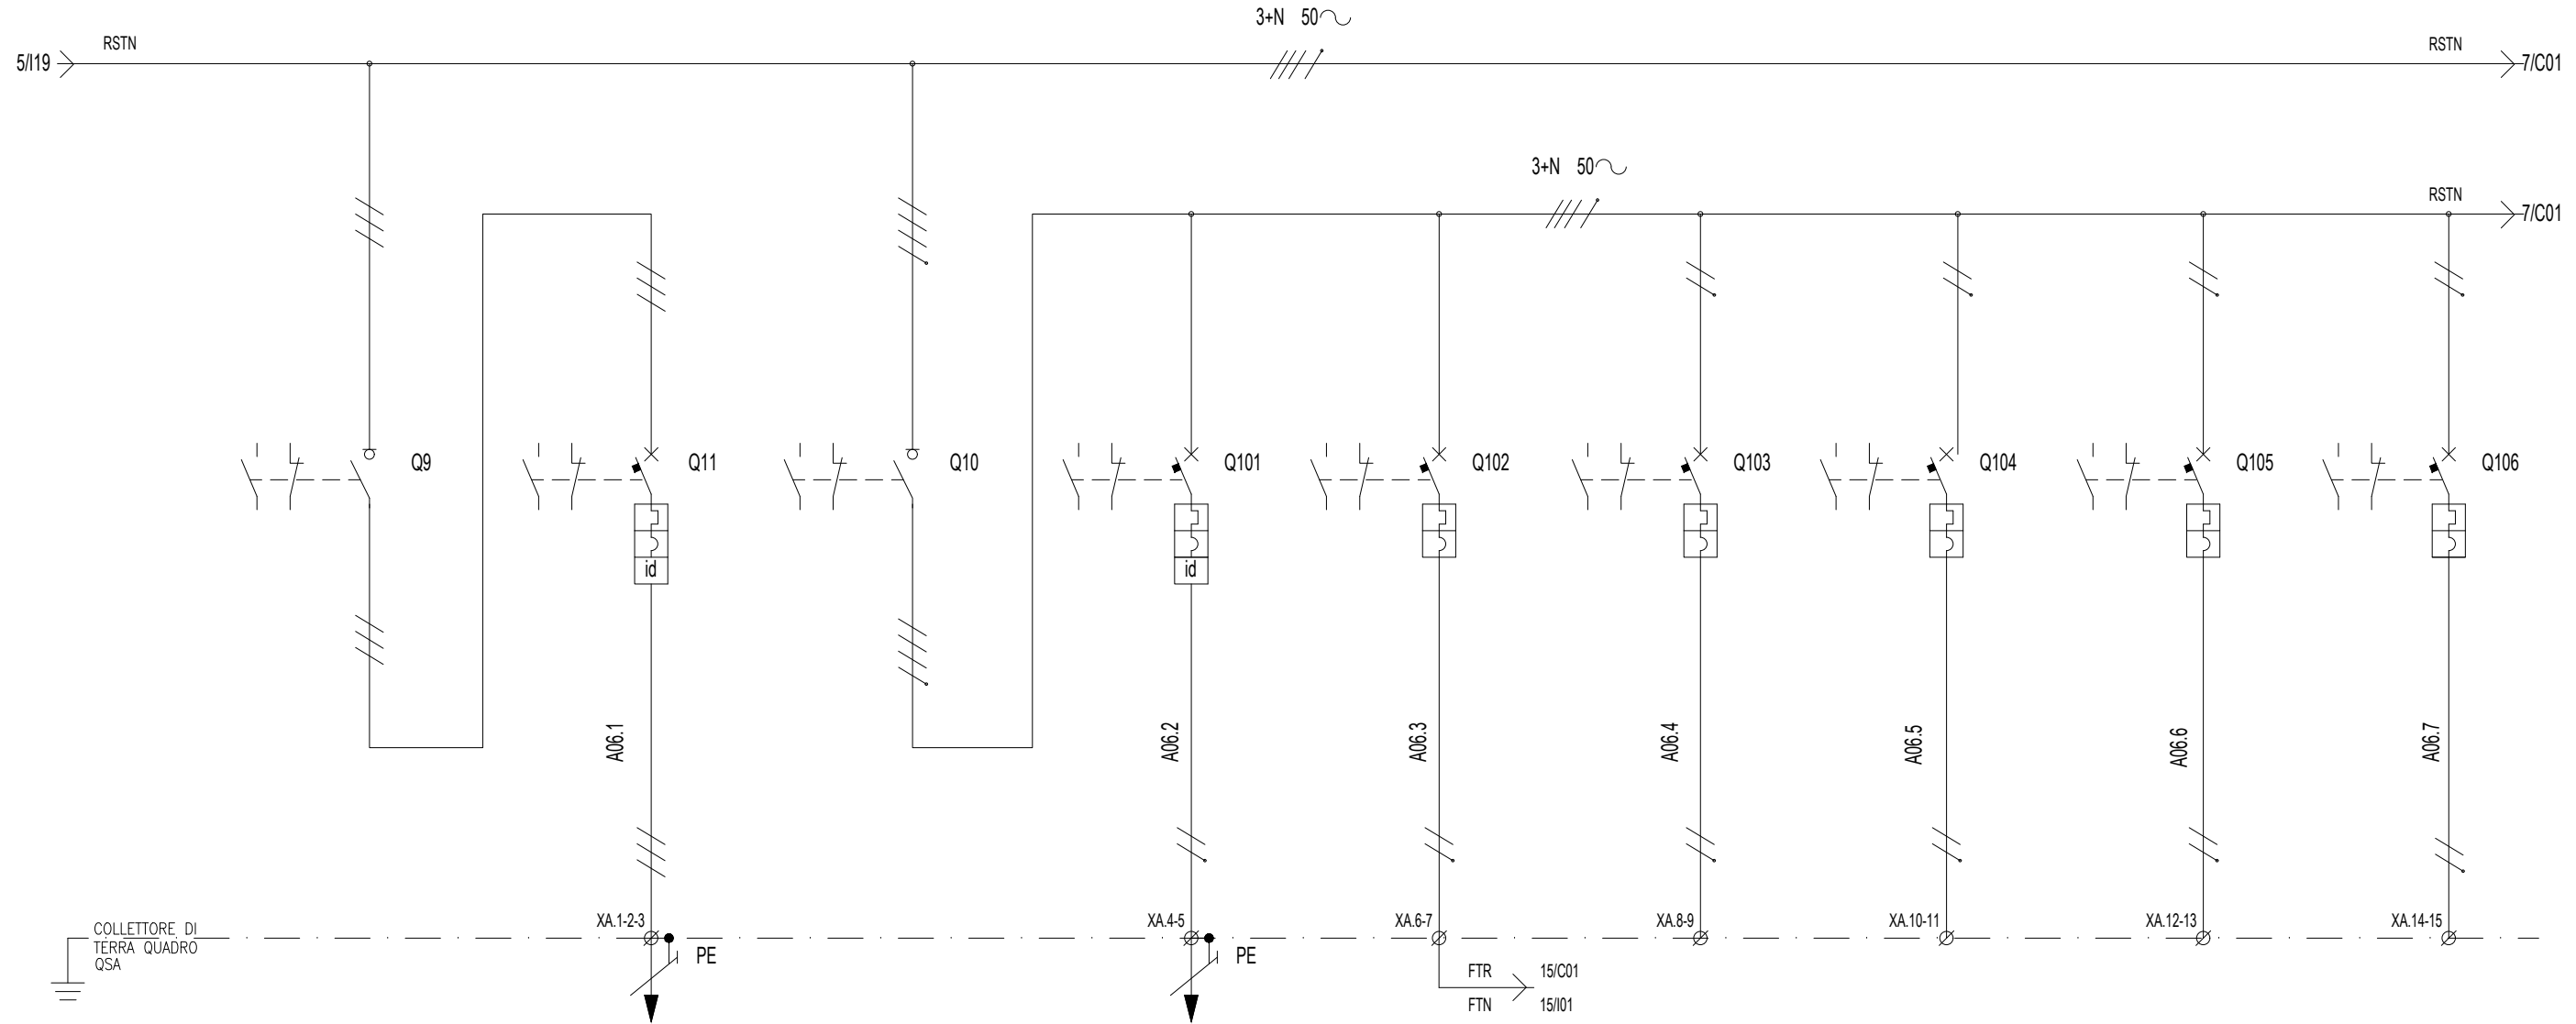 3+N 50
5/I19
RSTN
RSTN
7/C01
3+N 50
RSTN
7/C01
Q9
Q11
Q10
Q101
Q102
Q103
Q104
Q105
Q106
id
id
A06.1
A06.2
A06.3
A06.4
A06.5
A06.6
A06.7
COLLETTORE DI
TERRA QUADRO
QSA
XA.1-2-3
XA.4-5
XA.6-7
XA.8-9
XA.10-11
XA.12-13
XA.14-15
PE
PE
FTR 15/C01
FTN 15/I01